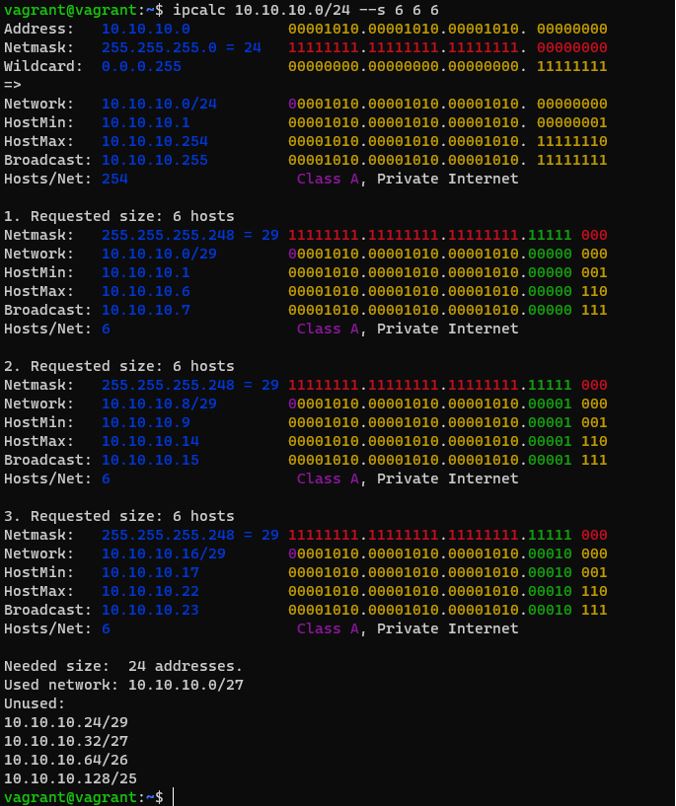 vagrant@vagrant:~$ ipcalc 10.10.10.0/24 --s 6 6 6
Address:   10.10.10.0           00001010.00001010.00001010. 00000000
Netmask:   255.255.255.0 = 24   11111111.11111111.11111111. 00000000
Wildcard:  0.0.0.255            00000000.00000000.00000000. 11111111
=>
Network:   10.10.10.0/24        00001010.00001010.00001010. 00000000
HostMin:   10.10.10.1           00001010.00001010.00001010. 00000001
HostMax:   10.10.10.254         00001010.00001010.00001010. 11111110
Broadcast: 10.10.10.255         00001010.00001010.00001010. 11111111
Hosts/Net: 254                   Class A, Private Internet

1. Requested size: 6 hosts
Netmask:   255.255.255.248 = 29 11111111.11111111.11111111.11111 000
Network:   10.10.10.0/29        00001010.00001010.00001010.00000 000
HostMin:   10.10.10.1           00001010.00001010.00001010.00000 001
HostMax:   10.10.10.6           00001010.00001010.00001010.00000 110
Broadcast: 10.10.10.7           00001010.00001010.00001010.00000 111
Hosts/Net: 6                     Class A, Private Internet

2. Requested size: 6 hosts
Netmask:   255.255.255.248 = 29 11111111.11111111.11111111.11111 000
Network:   10.10.10.8/29        00001010.00001010.00001010.00001 000
HostMin:   10.10.10.9           00001010.00001010.00001010.00001 001
HostMax:   10.10.10.14          00001010.00001010.00001010.00001 110
Broadcast: 10.10.10.15          00001010.00001010.00001010.00001 111
Hosts/Net: 6                     Class A, Private Internet

3. Requested size: 6 hosts
Netmask:   255.255.255.248 = 29 11111111.11111111.11111111.11111 000
Network:   10.10.10.16/29       00001010.00001010.00001010.00010 000
HostMin:   10.10.10.17          00001010.00001010.00001010.00010 001
HostMax:   10.10.10.22          00001010.00001010.00001010.00010 110
Broadcast: 10.10.10.23          00001010.00001010.00001010.00010 111
Hosts/Net: 6                     Class A, Private Internet

Needed size:  24 addresses.
Used network: 10.10.10.0/27
Unused:
10.10.10.24/29
10.10.10.32/27
10.10.10.64/26
10.10.10.128/25
vagrant@vagrant:~$